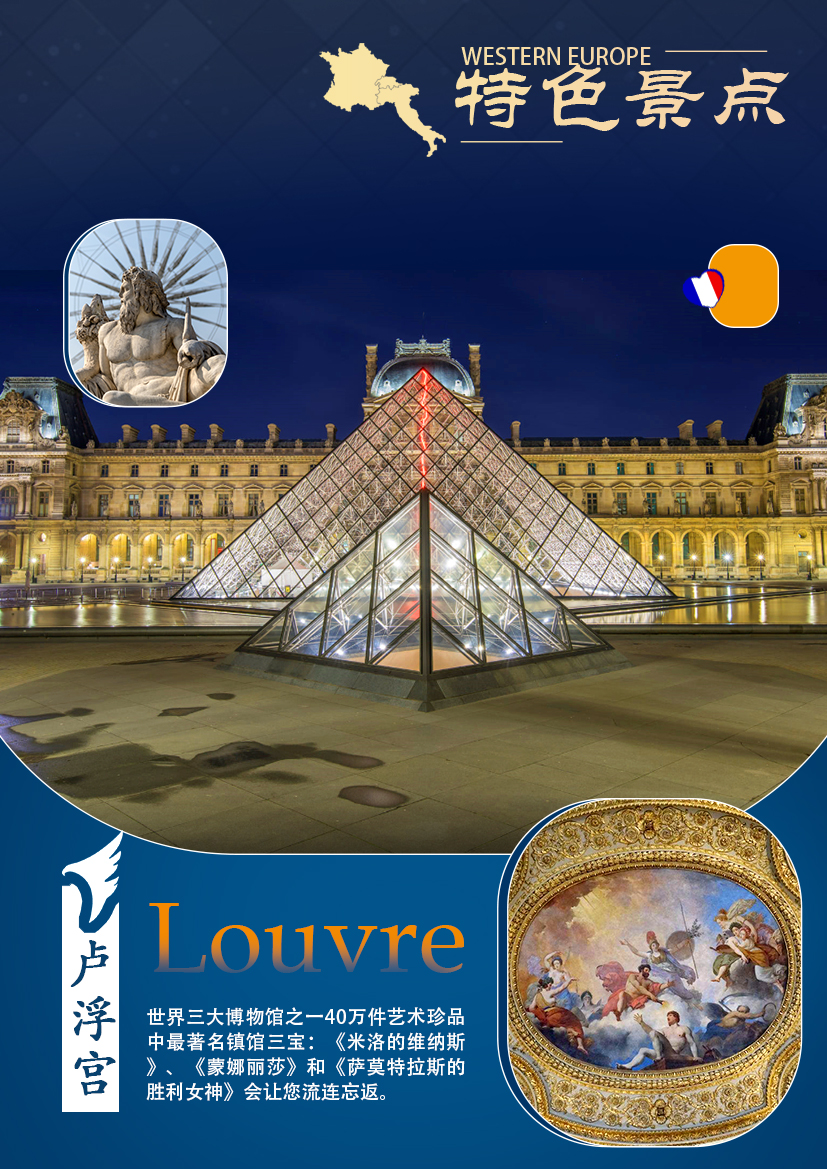 WESTERN EUROPE
特色景点
卢浮宫
Louvre
世界三大博物馆之一40万件艺术珍品
中最著名镇馆三宝：《米洛的维纳斯
》、《蒙娜丽莎》和《萨莫特拉斯的
胜利女神》会让您流连忘返。